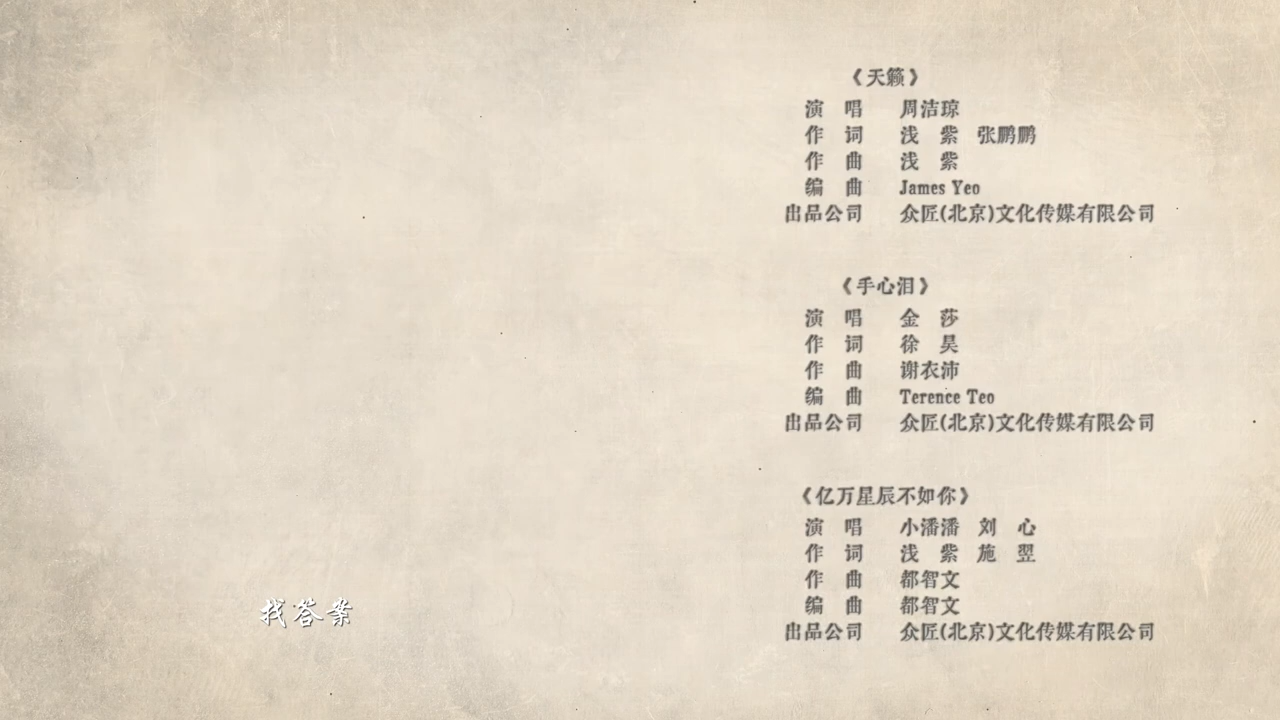 《天籁》
演 唱 周洁琼
作 词 浅 紫 张鹏鹏
作 曲 浅 紫
编 曲 James Yeo
出品公司 众匠(北京)文化传媒有限公司
《手心泪》
演 唱 金 莎
作 词 徐 昊
作 曲 谢衣沛
编 曲 Terence Teo
出品公司 众匠(北京)文化传媒有限公司
《亿万星辰不如你》
演 唱 小潘潘 刘 心
作 词 浅 紫 施 翌
作 曲 都智文
编 曲 都智文
出品公司 众匠(北京)文化传媒有限公司
找答案